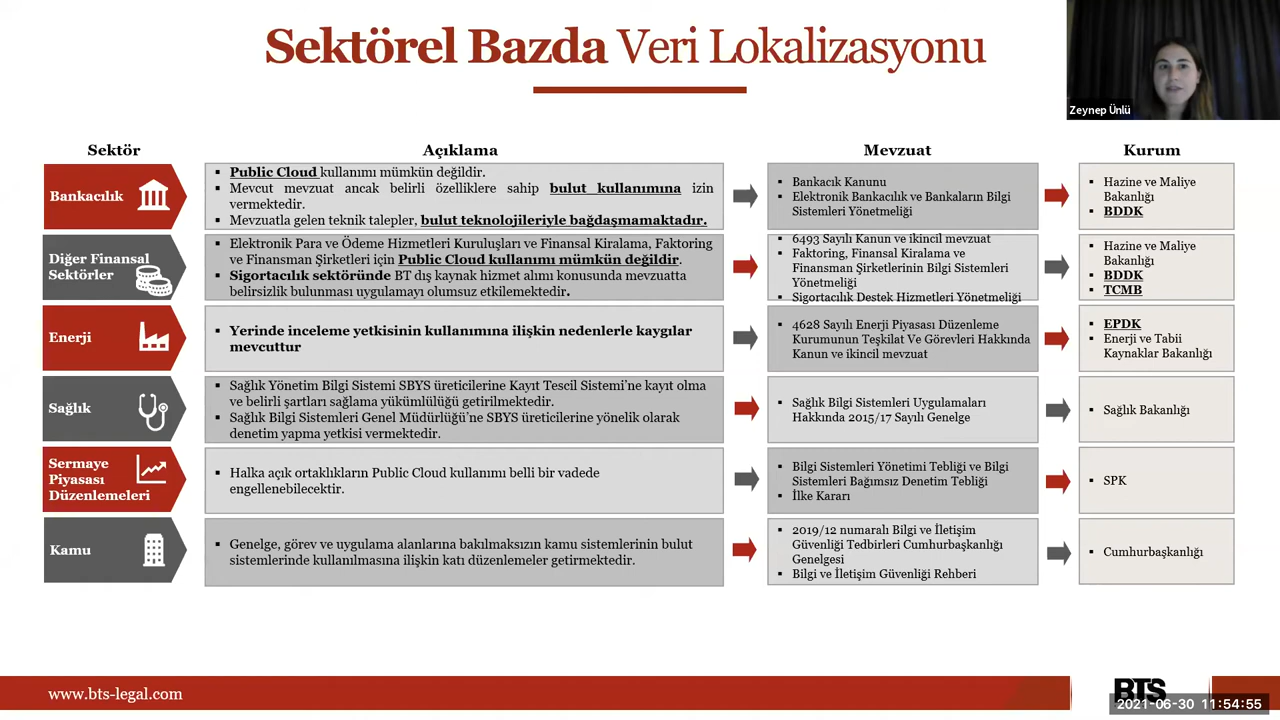 Sektörel Bazda Veri Lokalizasyonu
Zeynep Ünlü
Sektör
Açıklama
Mevzuat
Kurum
Bankacılık
▪ Public Cloud kullanımı mümkün değildir.
▪ Mevcut mevzuat ancak belirli özelliklere sahip bulut kullanımına izin
vermektedir.
▪ Mevzuatla gelen teknik talepler, bulut teknolojileriyle bağdaşmamaktadır.
▪ Bankacık Kanunu
▪ Elektronik Bankacılık ve Bankaların Bilgi
Sistemleri Yönetmeliği
▪ Hazine ve Maliye
Bakanlığı
▪ BDDK
Diğer Finansal
Sektörler
▪ Elektronik Para ve Ödeme Hizmetleri Kuruluşları ve Finansal Kiralama, Faktoring
ve Finansman Şirketleri için Public Cloud kullanımı mümkün değildir.
▪ Sigortacılık sektöründe BT dış kaynak hizmet alımı konusunda mevzuatta
belirsizlik bulunması uygulamayı olumsuz etkilemektedir.
▪ 6493 Sayılı Kanun ve ikincil mevzuat
▪ Faktoring, Finansal Kiralama ve
Finansman Şirketlerinin Bilgi Sistemleri
Yönetmeliği
▪ Sigortacılık Destek Hizmetleri Yönetmeliği
▪ Hazine ve Maliye
Bakanlığı
▪ BDDK
▪ TCMB
Enerji
▪ Yerinde inceleme yetkisinin kullanımına ilişkin nedenlerle kaygılar
mevcuttur
▪ 4628 Sayılı Enerji Piyasası Düzenleme
Kurumunun Teşkilat Ve Görevleri Hakkında
Kanun ve ikincil mevzuat
▪ EPDK
▪ Enerji ve Tabii
Kaynaklar Bakanlığı
Sağlık
▪ Sağlık Yönetim Bilgi Sistemi SBYS üreticilerine Kayıt Tescil Sistemi’ne kayıt olma
ve belirli şartları sağlama yükümlülüğü getirilmektedir.
▪ Sağlık Bilgi Sistemleri Genel Müdürlüğü’ne SBYS üreticilerine yönelik olarak
denetim yapma yetkisi vermektedir.
▪ Sağlık Bilgi Sistemleri Uygulamaları
Hakkında 2015/17 Sayılı Genelge
▪ Sağlık Bakanlığı
Sermaye
Piyasası
Düzenlemeleri
▪ Halka açık ortaklıkların Public Cloud kullanımı belli bir vadede
engellenebilecektir.
▪ Bilgi Sistemleri Yönetimi Tebliği ve Bilgi
Sistemleri Bağımsız Denetim Tebliği
▪ İlke Kararı
▪ SPK
Kamu
▪ Genelge, görev ve uygulama alanlarına bakılmaksızın kamu sistemlerinin bulut
sistemlerinde kullanılmasına ilişkin katı düzenlemeler getirmektedir.
▪ 2019/12 numaralı Bilgi ve İletişim
Güvenliği Tedbirleri Cumhurbaşkanlığı
Genelgesi
▪ Bilgi ve İletişim Güvenliği Rehberi
▪ Cumhurbaşkanlığı
www.bts-legal.com
BTS
2021-06-30 11:54:55